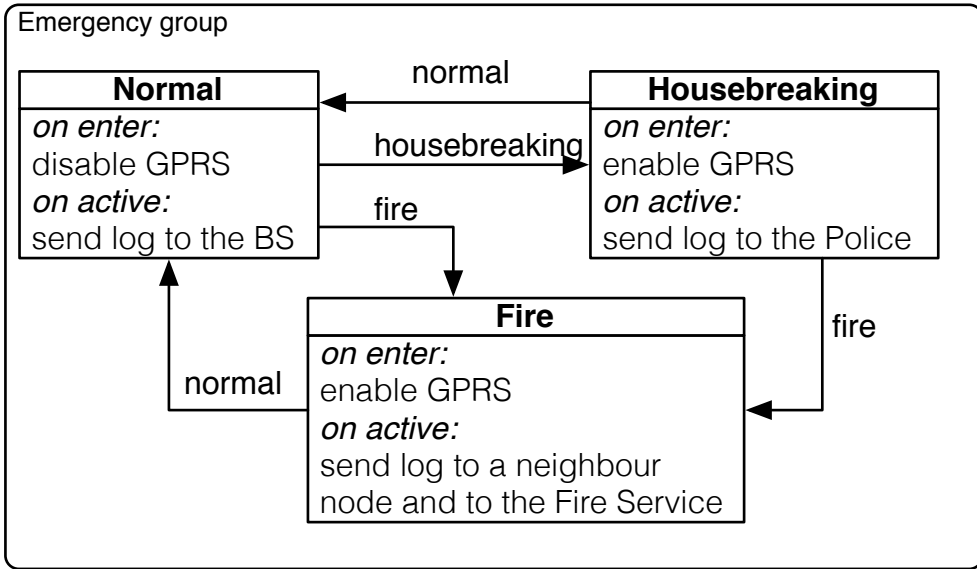 Emergency group
normal
Normal
on enter:
disable GPRS
on active:
send log to the BS
housebreaking
fire
Housebreaking
on enter:
enable GPRS
on active:
send log to the Police
fire
normal
Fire
on enter:
enable GPRS
on active:
send log to a neighbour
node and to the Fire Service